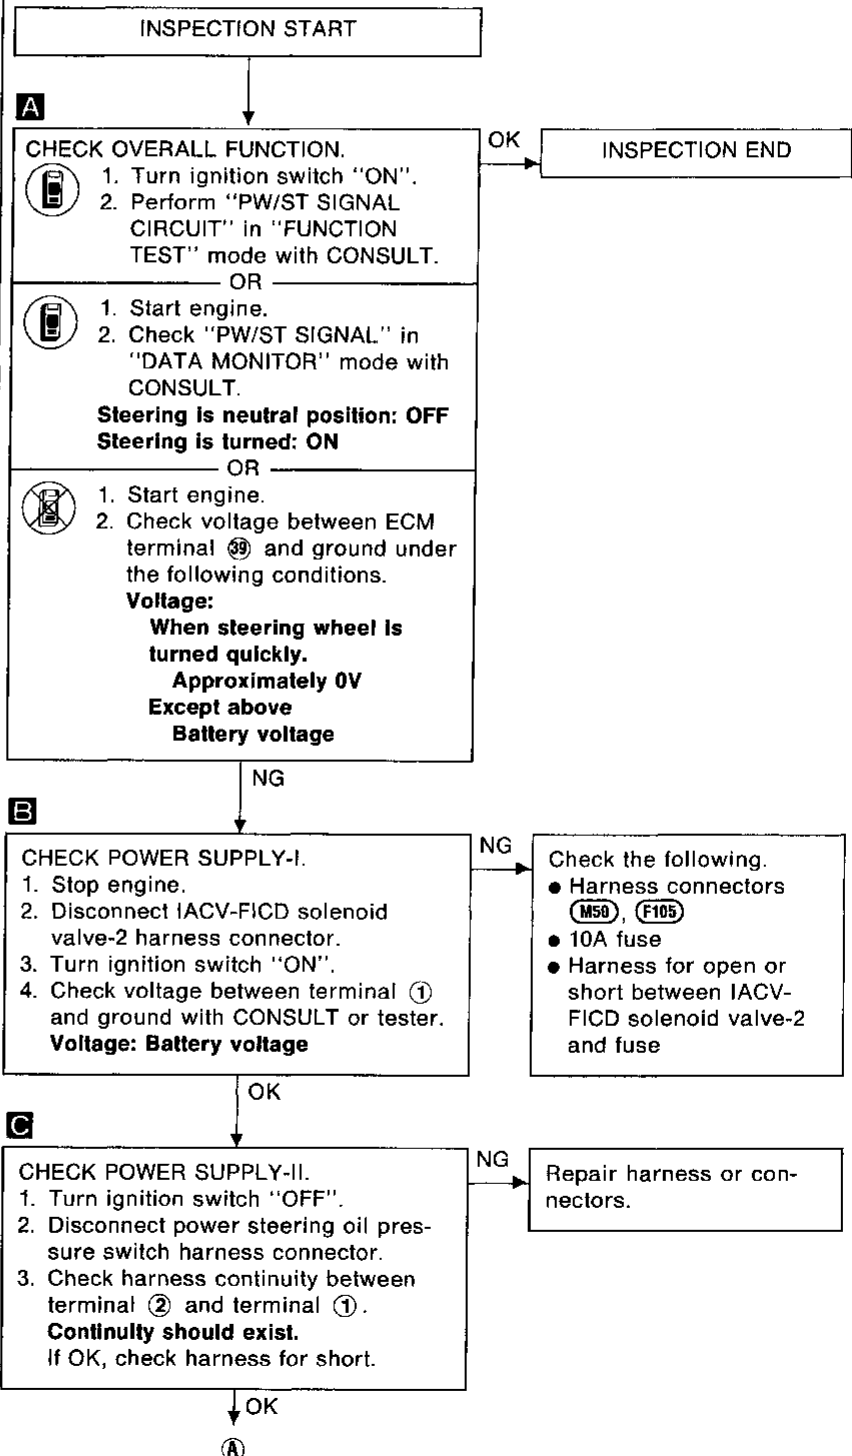 INSPECTION START
A
CHECK OVERALL FUNCTION.
1. Turn ignition switch "ON".
2. Perform "PW/ST SIGNAL
CIRCUIT" in "FUNCTION
TEST" mode with CONSULT.
OR
1. Start engine.
2. Check "PW/ST SIGNAL" in
"DATA MONITOR" mode with
CONSULT.
Steering is neutral position: OFF
Steering is turned: ON
OR
1. Start engine.
2. Check voltage between ECM
terminal 39 and ground under
the following conditions.
Voltage:
When steering wheel is
turned quickly.
Approximately 0V
Except above
Battery voltage
OK
INSPECTION END
NG
B
CHECK POWER SUPPLY-I.
1. Stop engine.
2. Disconnect IACV-FICD solenoid
valve-2 harness connector.
3. Turn ignition switch "ON".
4. Check voltage between terminal ①
and ground with CONSULT or tester.
Voltage: Battery voltage
NG
Check the following.
● Harness connectors
M50, F105
● 10A fuse
● Harness for open or
short between IACV-
FICD solenoid valve-2
and fuse
OK
C
CHECK POWER SUPPLY-II.
1. Turn ignition switch "OFF".
2. Disconnect power steering oil pres-
sure switch harness connector.
3. Check harness continuity between
terminal ② and terminal ①.
Continuity should exist.
If OK, check harness for short.
NG
Repair harness or con-
nectors.
OK
Ⓐ